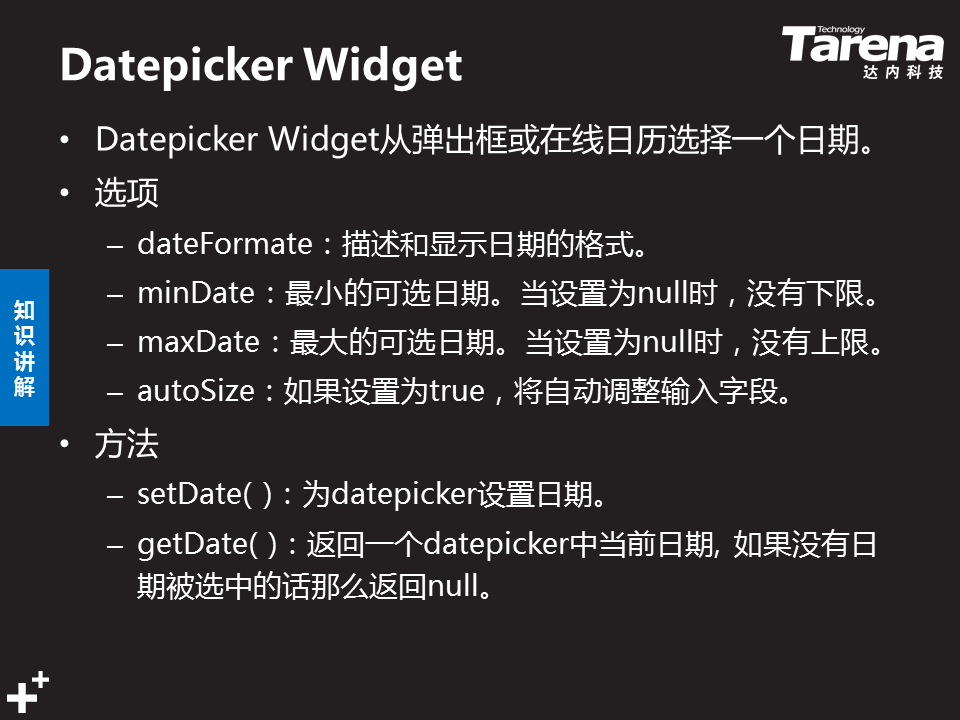 Datepicker Widget
Technology
Tarena
达内科技
• Datepicker Widget从弹出框或在线日历选择一个日期。
• 选项
– dateFormate：描述和显示日期的格式。
– minDate：最小的可选日期。当设置为null时，没有下限。
– maxDate：最大的可选日期。当设置为null时，没有上限。
– autoSize：如果设置为true，将自动调整输入字段。
知识讲解
• 方法
– setDate( )：为datepicker设置日期。
– getDate( )：返回一个datepicker中当前日期, 如果没有日
期被选中的话那么返回null。